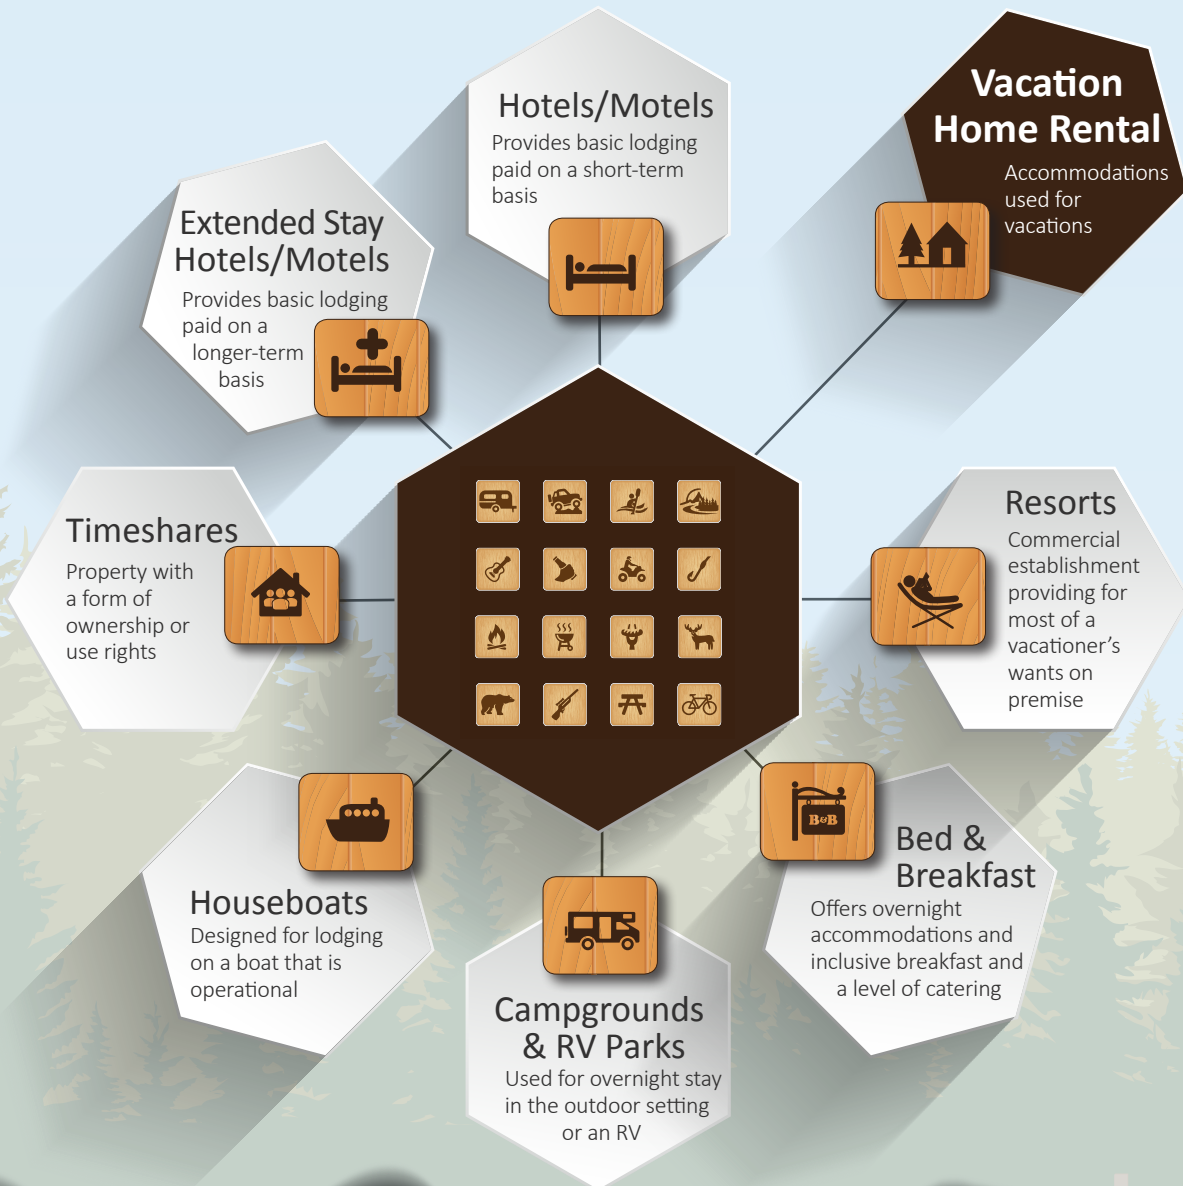 Hotels/Motels
Provides basic lodging
paid on a short-term
basis
Vacation
Home Rental
Accommodations
used for
vacations
Extended Stay
Hotels/Motels
Provides basic lodging
paid on a
longer-term
basis
Timeshares
Property with
a form of
ownership or
use rights
Resorts
Commercial
establishment
providing for
most of a
vacationer’s
wants on
premise
Houseboats
Designed for lodging
on a boat that is
operational
B&B
Bed &
Breakfast
Offers overnight
accommodations and
inclusive breakfast and
a level of catering
Campgrounds
& RV Parks
Used for overnight stay
in the outdoor setting
or an RV